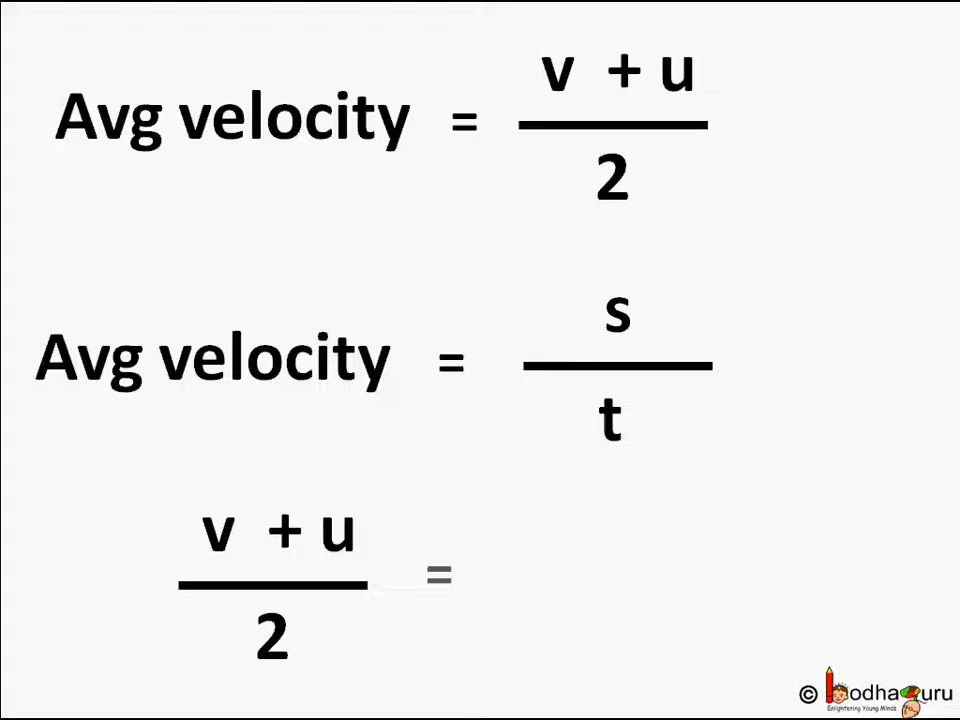 Avg velocity = v + u
2
Avg velocity = s
t
v + u =
2
© BodhaGuru
Enlightening Young Minds